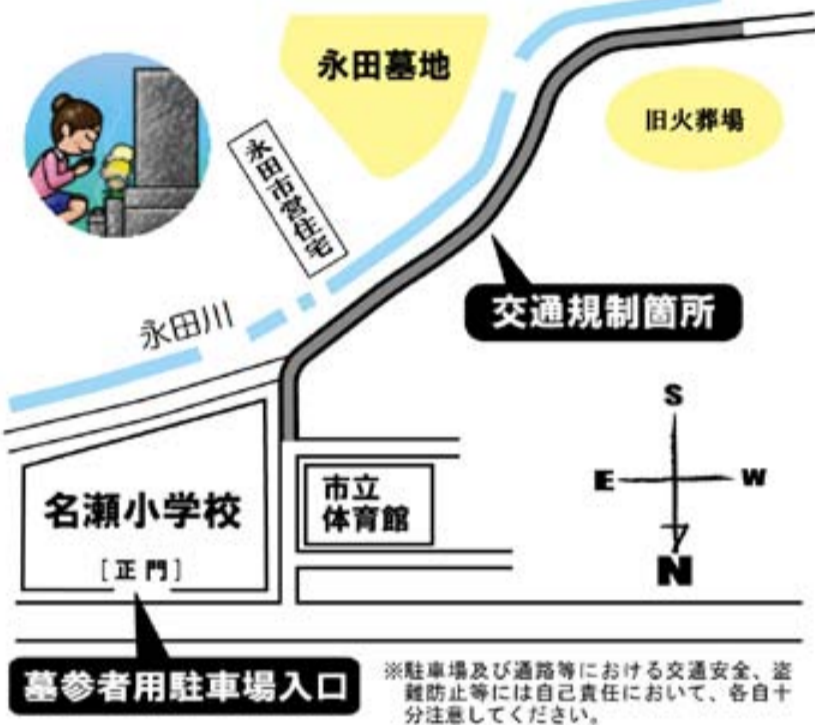 永田墓地
旧火葬場
永田市営住宅
永田川
交通規制箇所
S
E
W
N
名瀬小学校
[正門]
市立
体育館
墓参者用駐車場入口
※駐車場及び通路等における交通安全、盗
難防止等には自己責任において、各自十
分注意してください。